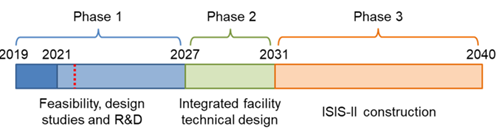 Phase 1 Phase 2 Phase 3
2019 2021 2027 2031 2040
Feasibility, design
studies and R&D
Integrated facility
technical design
ISIS-II construction